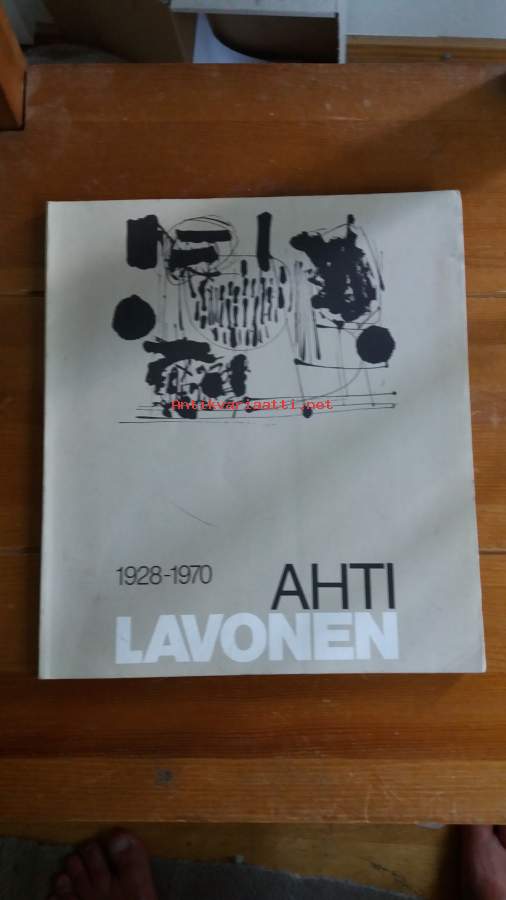 Antikvariaatti.net
1928-1970 AHTI
LAVONEN